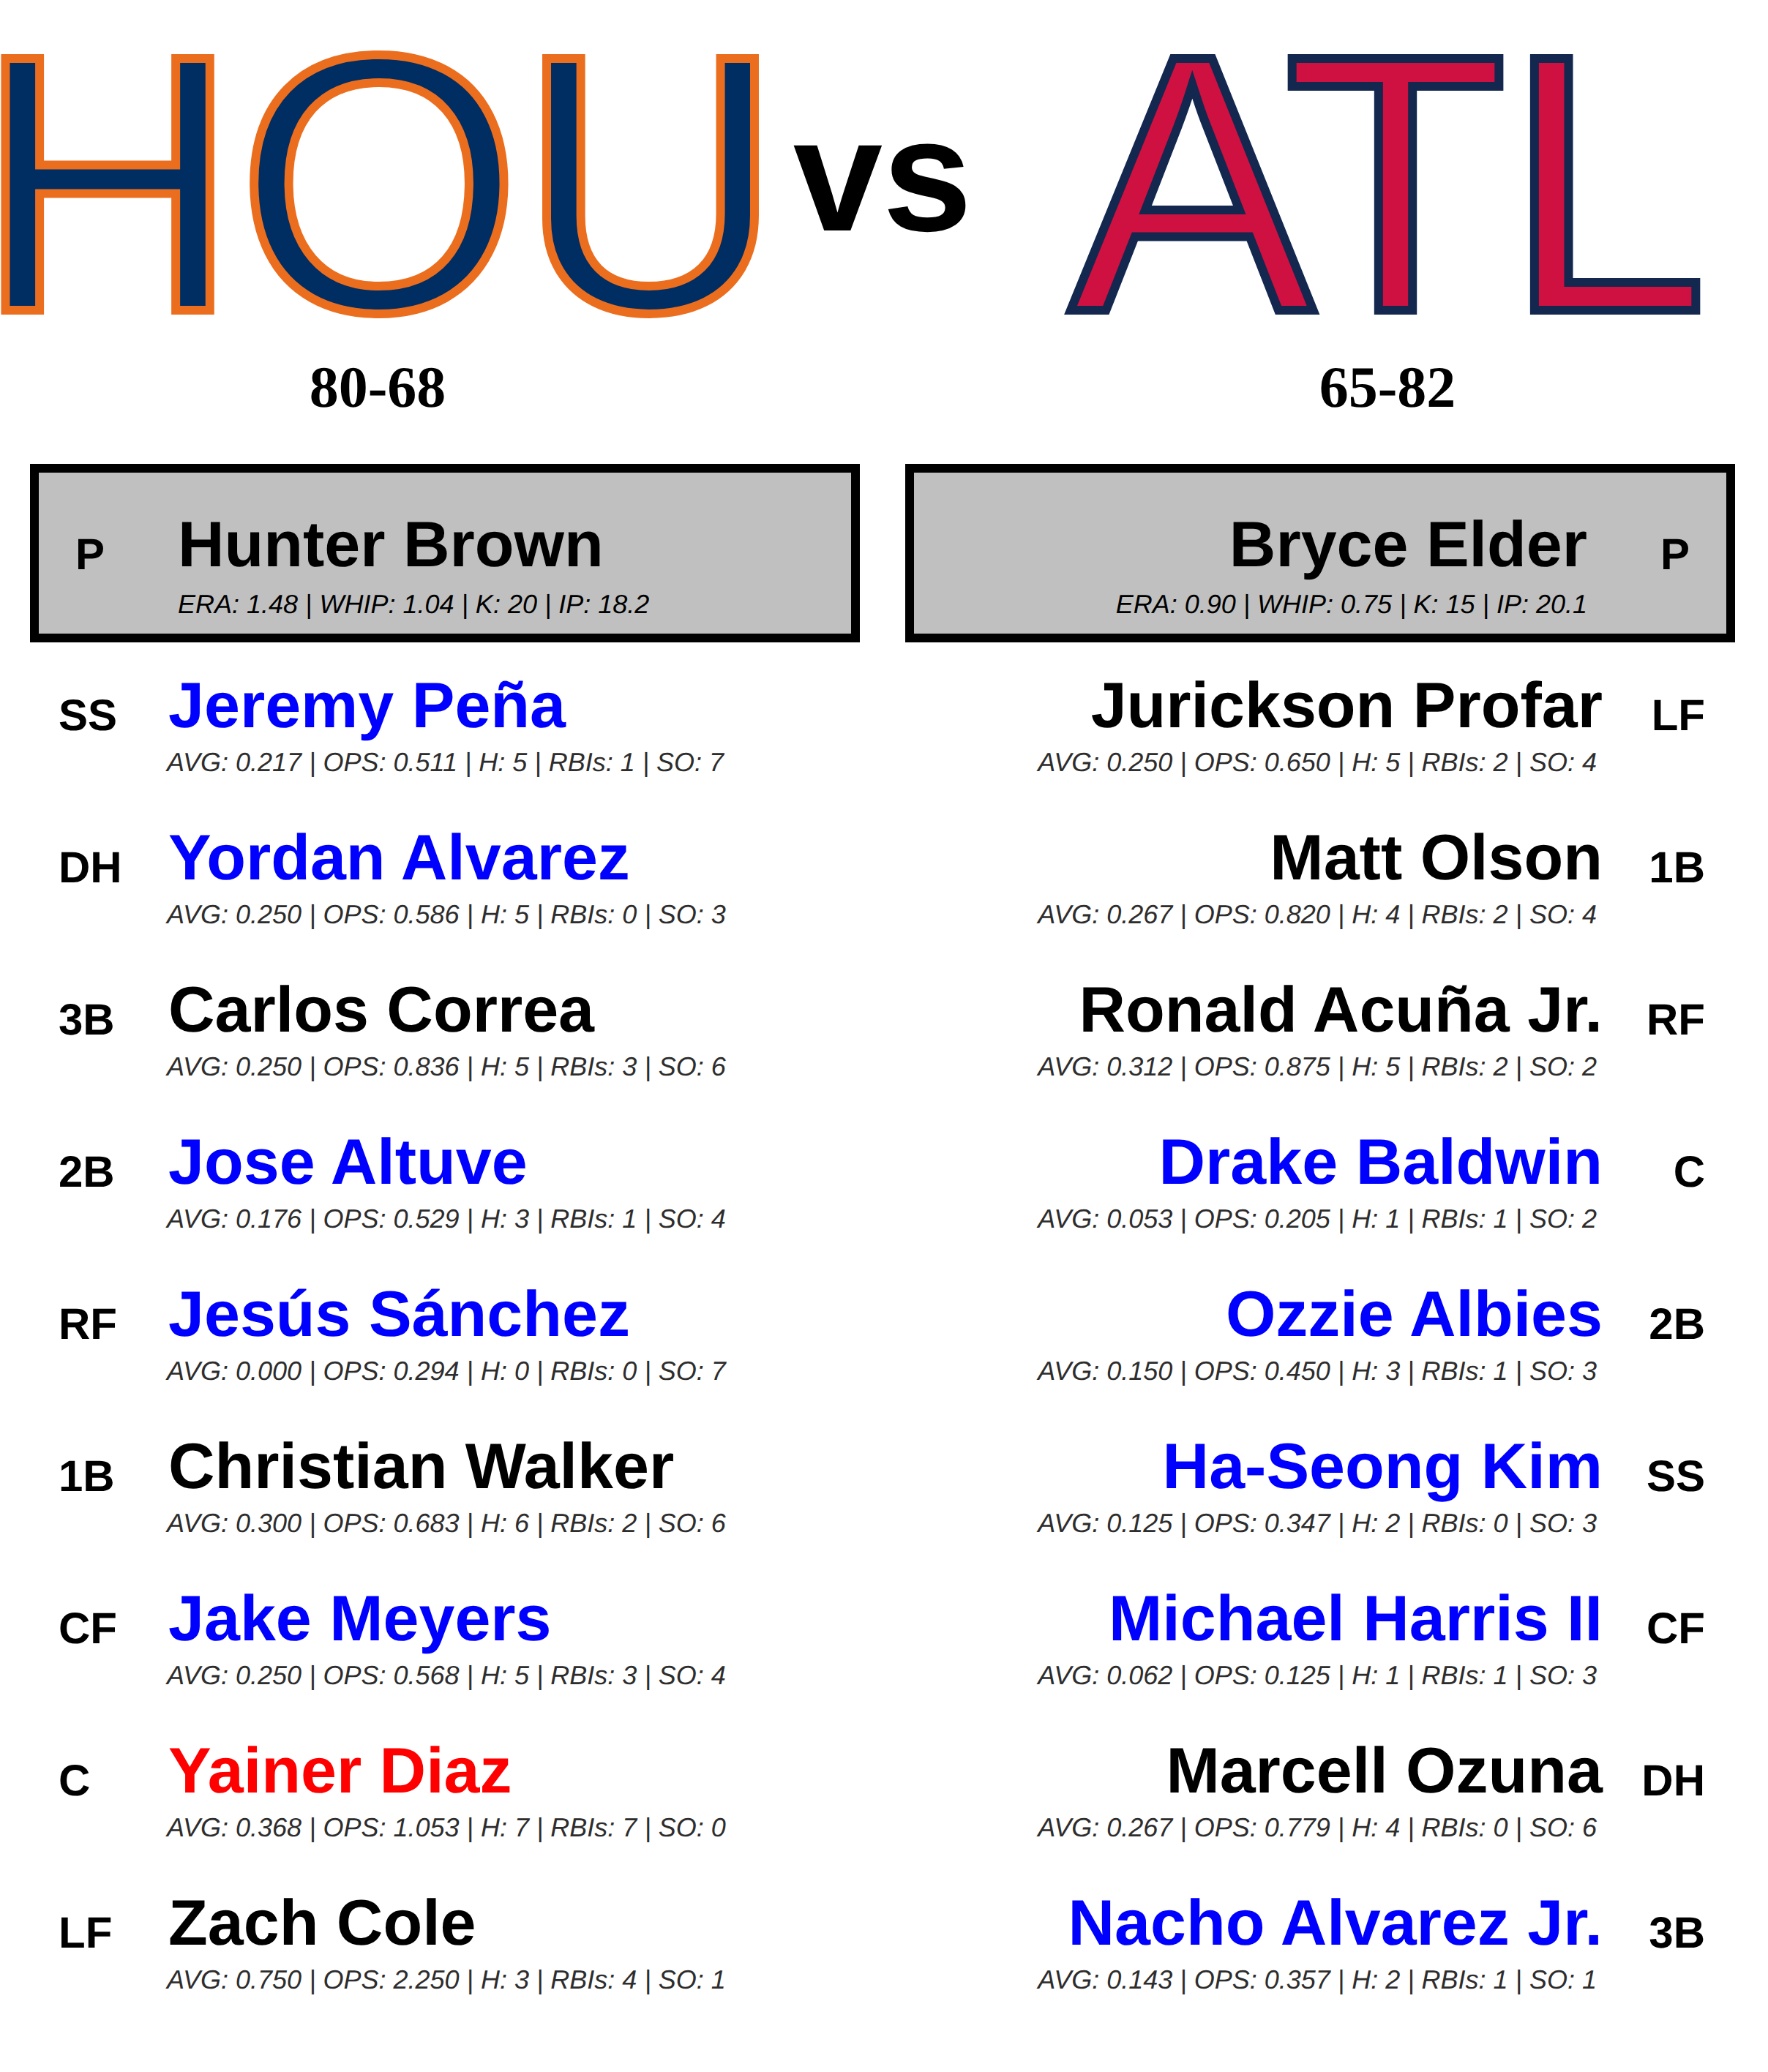 HOU vs ATL
80-68
65-82
P Hunter Brown
ERA: 1.48 | WHIP: 1.04 | K: 20 | IP: 18.2
Bryce Elder P
ERA: 0.90 | WHIP: 0.75 | K: 15 | IP: 20.1
SS Jeremy Peña
AVG: 0.217 | OPS: 0.511 | H: 5 | RBIs: 1 | SO: 7
DH Yordan Alvarez
AVG: 0.250 | OPS: 0.586 | H: 5 | RBIs: 0 | SO: 3
3B Carlos Correa
AVG: 0.250 | OPS: 0.836 | H: 5 | RBIs: 3 | SO: 6
2B Jose Altuve
AVG: 0.176 | OPS: 0.529 | H: 3 | RBIs: 1 | SO: 4
RF Jesús Sánchez
AVG: 0.000 | OPS: 0.294 | H: 0 | RBIs: 0 | SO: 7
1B Christian Walker
AVG: 0.300 | OPS: 0.683 | H: 6 | RBIs: 2 | SO: 6
CF Jake Meyers
AVG: 0.250 | OPS: 0.568 | H: 5 | RBIs: 3 | SO: 4
C Yainer Diaz
AVG: 0.368 | OPS: 1.053 | H: 7 | RBIs: 7 | SO: 0
LF Zach Cole
AVG: 0.750 | OPS: 2.250 | H: 3 | RBIs: 4 | SO: 1
Jurickson Profar LF
AVG: 0.250 | OPS: 0.650 | H: 5 | RBIs: 2 | SO: 4
Matt Olson 1B
AVG: 0.267 | OPS: 0.820 | H: 4 | RBIs: 2 | SO: 4
Ronald Acuña Jr. RF
AVG: 0.312 | OPS: 0.875 | H: 5 | RBIs: 2 | SO: 2
Drake Baldwin C
AVG: 0.053 | OPS: 0.205 | H: 1 | RBIs: 1 | SO: 2
Ozzie Albies 2B
AVG: 0.150 | OPS: 0.450 | H: 3 | RBIs: 1 | SO: 3
Ha-Seong Kim SS
AVG: 0.125 | OPS: 0.347 | H: 2 | RBIs: 0 | SO: 3
Michael Harris II CF
AVG: 0.062 | OPS: 0.125 | H: 1 | RBIs: 1 | SO: 3
Marcell Ozuna DH
AVG: 0.267 | OPS: 0.779 | H: 4 | RBIs: 0 | SO: 6
Nacho Alvarez Jr. 3B
AVG: 0.143 | OPS: 0.357 | H: 2 | RBIs: 1 | SO: 1